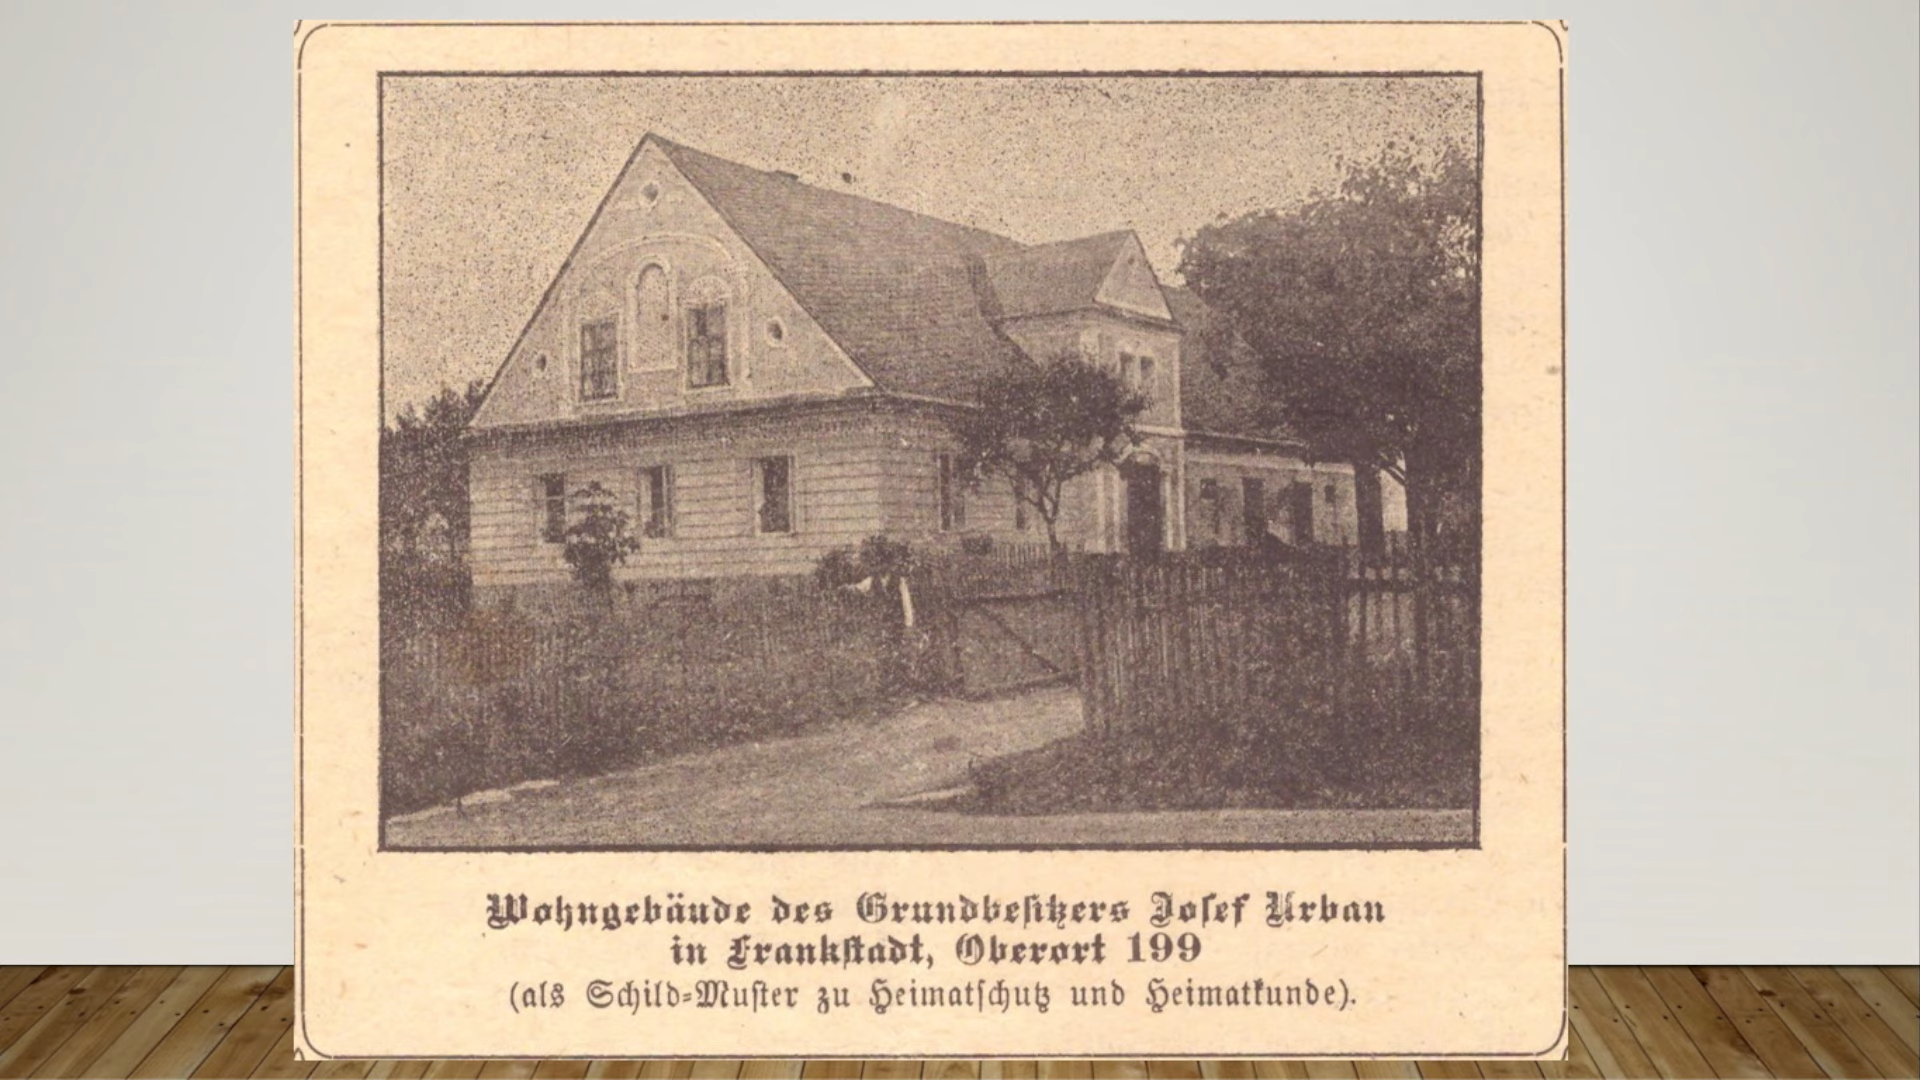 Wohngebäude des Grundbesitzers Josef Urban
in Frankstadt, Oberort 199
(als Schild-Muster zu Heimatschutz und Heimatkunde).